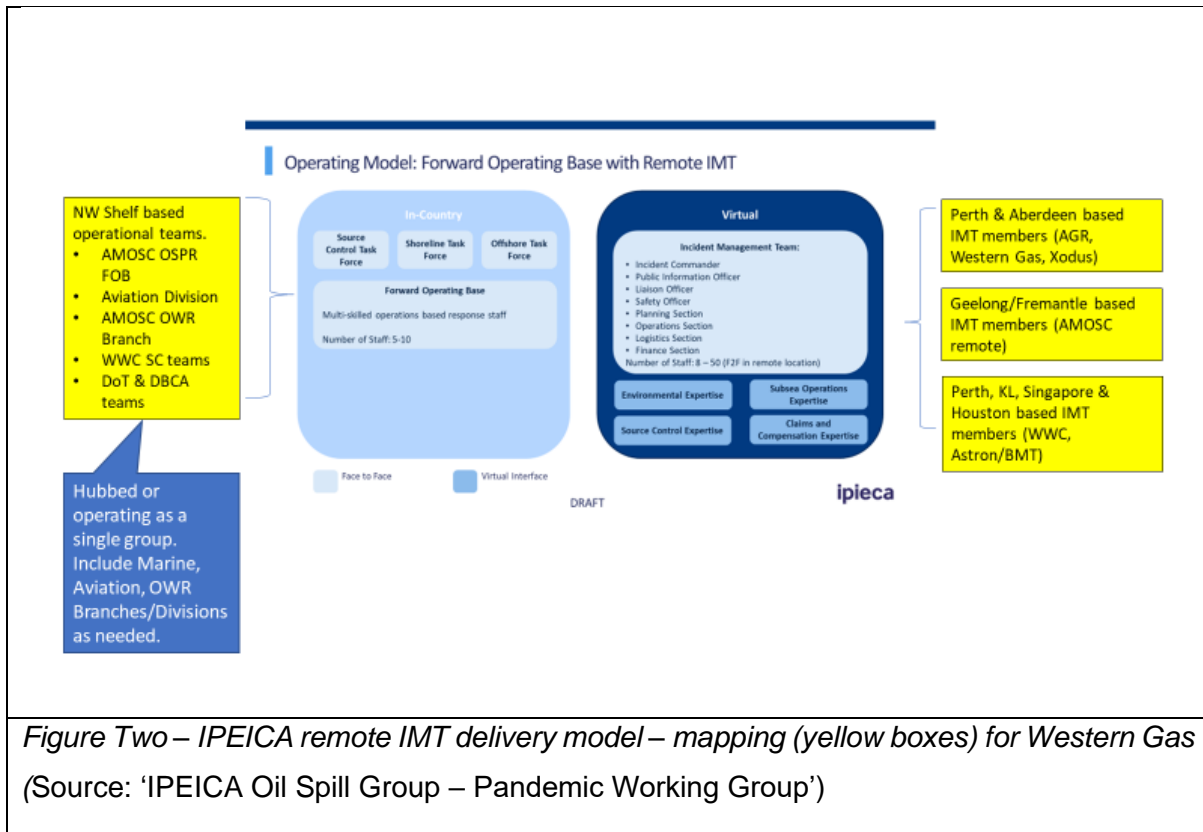 Operating Model: Forward Operating Base with Remote IMT
NW Shelf based
operational teams.
• AMOSC OSPR
FOB
• Aviation Division
• AMOSC OWR
Branch
• WWC SC teams
• DoT & DBCA
teams
Hubbed or
operating as a
single group.
Include Marine,
Aviation, OWR
Branches/Divisions
as needed.
In-Country
Source
Control Task
Force
Shoreline Task
Force
Offshore Task
Force
Forward Operating Base
Multi-skilled operations based response staff
Number of Staff: 5-10
Virtual
Incident Management Team:
• Incident Commander
• Public Information Officer
• Liaison Officer
• Safety Officer
• Planning Section
• Operations Section
• Logistics Section
• Finance Section
Number of Staff: 8 – 50 (F2F in remote location)
Environmental Expertise
Subsea Operations
Expertise
Source Control Expertise
Claims and
Compensation Expertise
Perth & Aberdeen based
IMT members (AGR,
Western Gas, Xodus)
Geelong/Fremantle based
IMT members (AMOSC
remote)
Perth, KL, Singapore &
Houston based IMT
members (WWC,
Astron/BMT)
Face to Face
Virtual Interface
DRAFT
ipieca
Figure Two – IPEICA remote IMT delivery model – mapping (yellow boxes) for Western Gas
(Source: ‘IPEICA Oil Spill Group – Pandemic Working Group’)